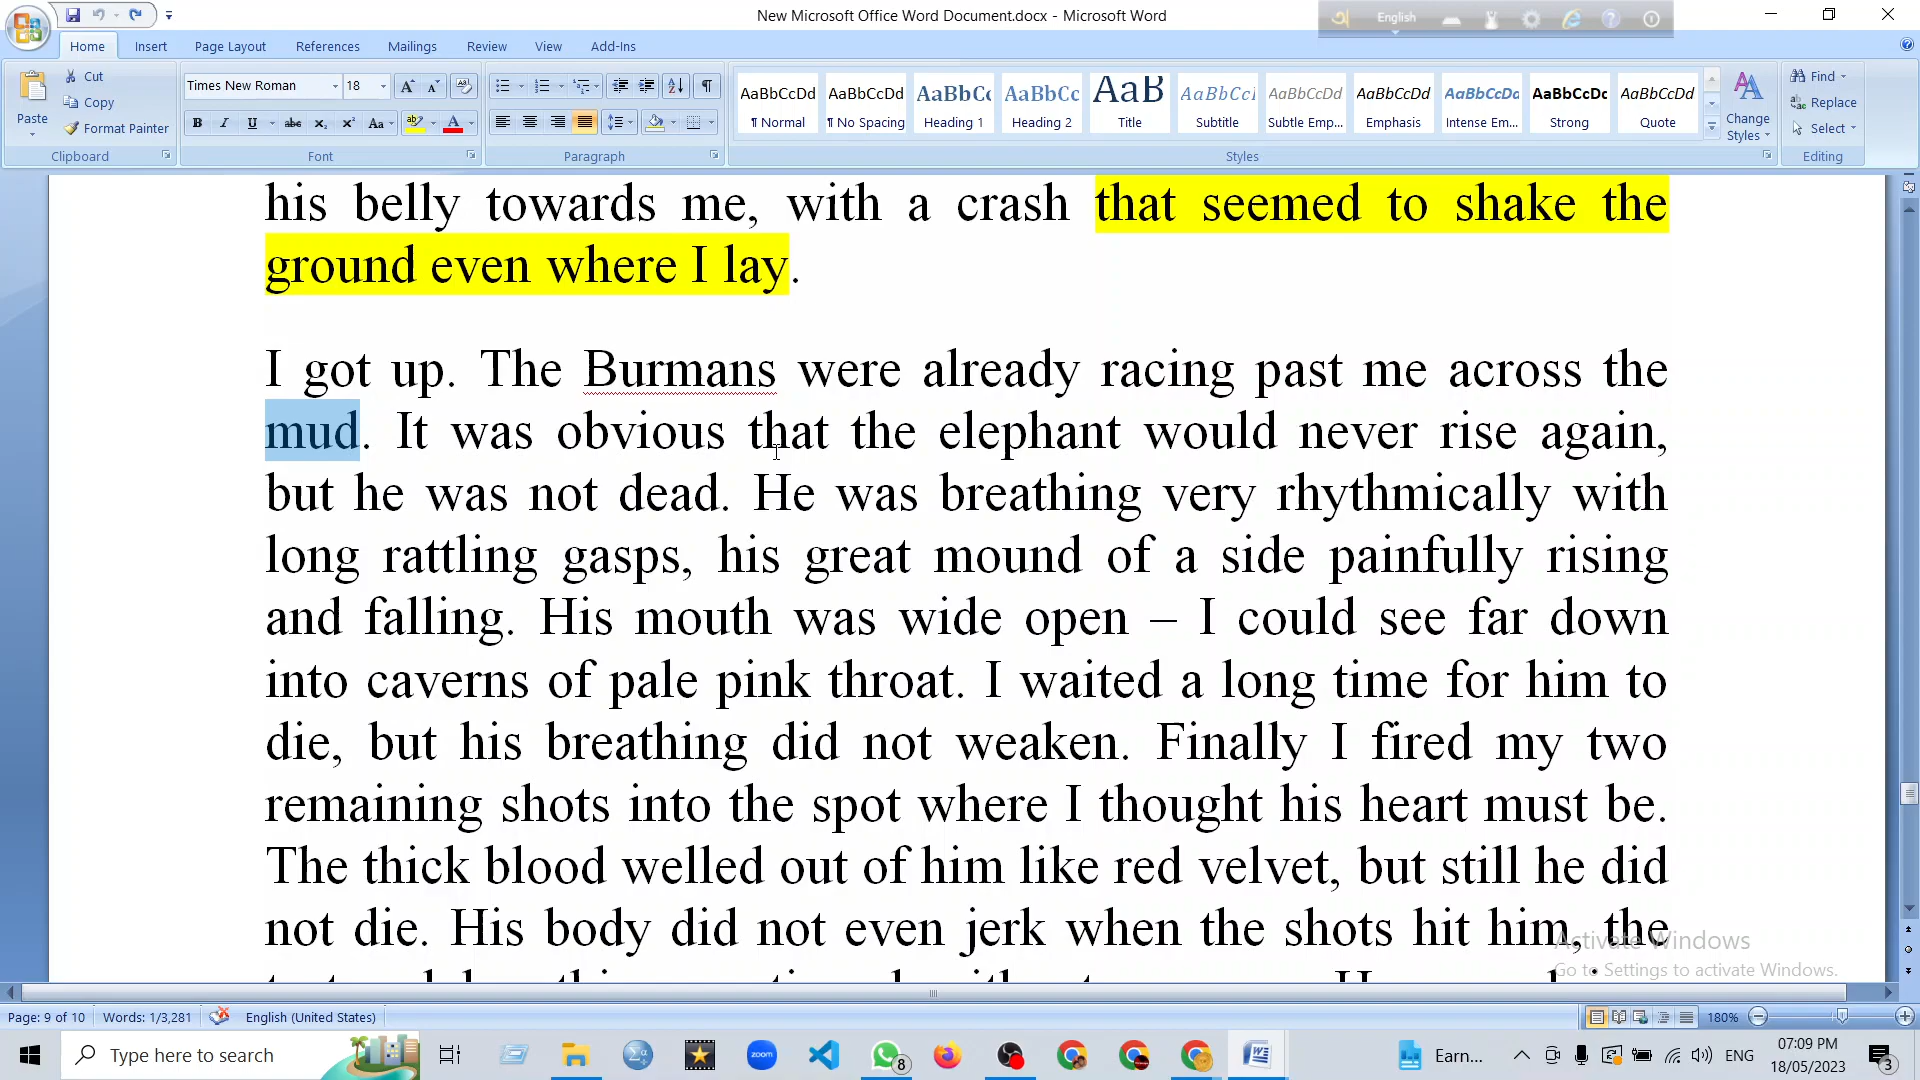 New Microsoft Office Word Document.docx - Microsoft Word
English
Home Insert Page Layout References Mailings Review View Add-Ins
Paste
Cut
Copy
Format Painter
Clipboard
Times New Roman 18
Font
Paragraph
AaBbCcDd AaBbCcDd AaBbCc AaBbCc AaB AaBbCcI AaBbCcDd AaBbCcDd AaBbCcDd AaBbCcDc AaBbCcDd
¶ Normal ¶ No Spacing Heading 1 Heading 2 Title Subtitle Subtle Emp... Emphasis Intense Em... Strong Quote
Change
Styles
Styles
Find
Replace
Select
Editing
his belly towards me, with a crash that seemed to shake the
ground even where I lay.
I got up. The Burmans were already racing past me across the
mud. It was obvious that the elephant would never rise again,
but he was not dead. He was breathing very rhythmically with
long rattling gasps, his great mound of a side painfully rising
and falling. His mouth was wide open – I could see far down
into caverns of pale pink throat. I waited a long time for him to
die, but his breathing did not weaken. Finally I fired my two
remaining shots into the spot where I thought his heart must be.
The thick blood welled out of him like red velvet, but still he did
not die. His body did not even jerk when the shots hit him, the
Activate Windows
Go to Settings to activate Windows.
Page: 9 of 10 Words: 1/3,281 English (United States) 180%
Type here to search
zoom
8
Earn...
ENG
07:09 PM
18/05/2023
3